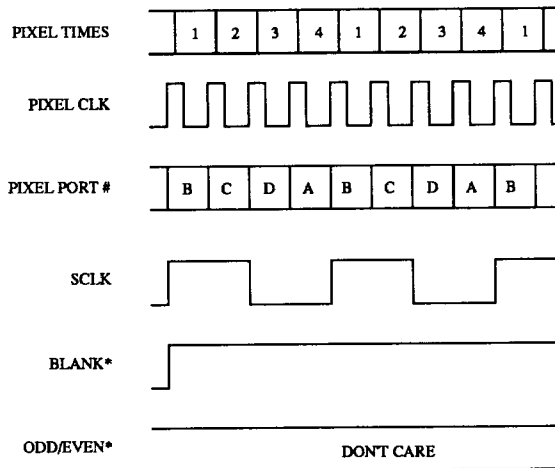 PIXEL TIMES 1 2 3 4 1 2 3 4 1
PIXEL CLK
PIXEL PORT # B C D A B C D A B
SCLK
BLANK*
ODD/EVEN* DON'T CARE